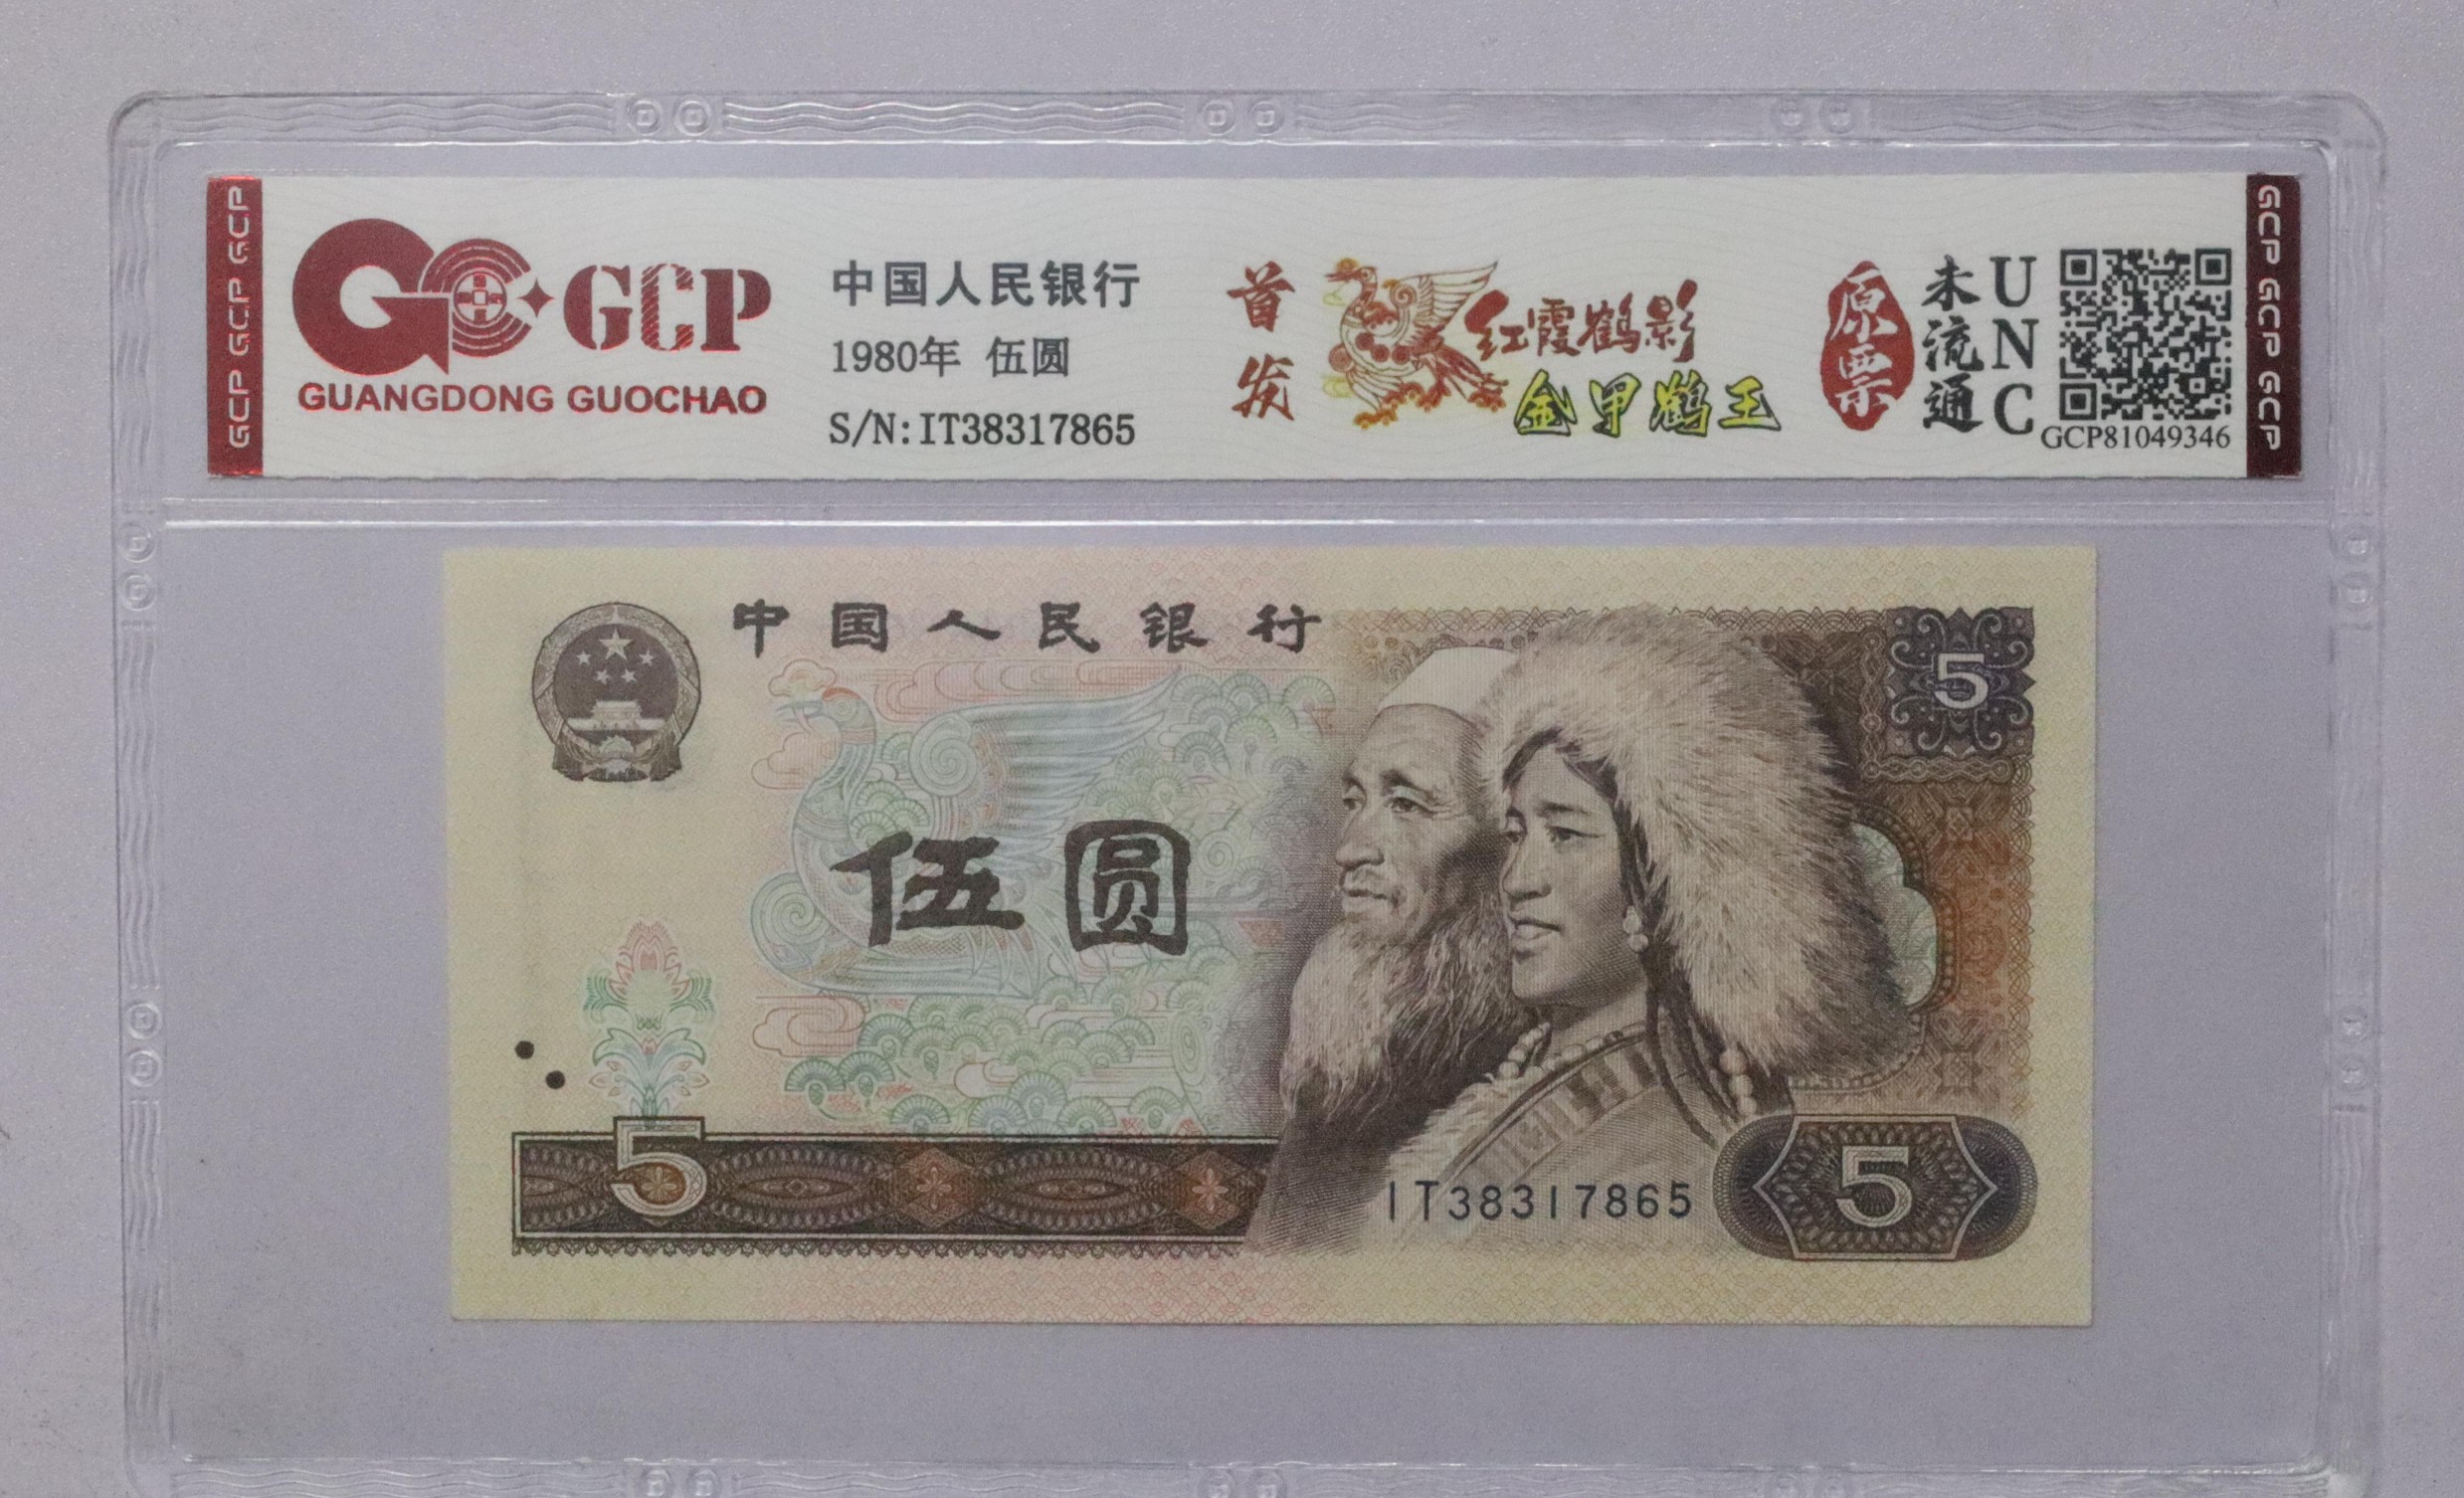 GCP GCP GCP
GCP
GUANGDONG GUOCHAO
中国人民银行
1980年 伍圆
S/N:IT38317865
首发
红霞鹤影
金甲鹤王
原票
未流通
UNC
GCP81049346
GCP GCP GCP
中国人民银行
5
伍圆
5
IT38317865
5